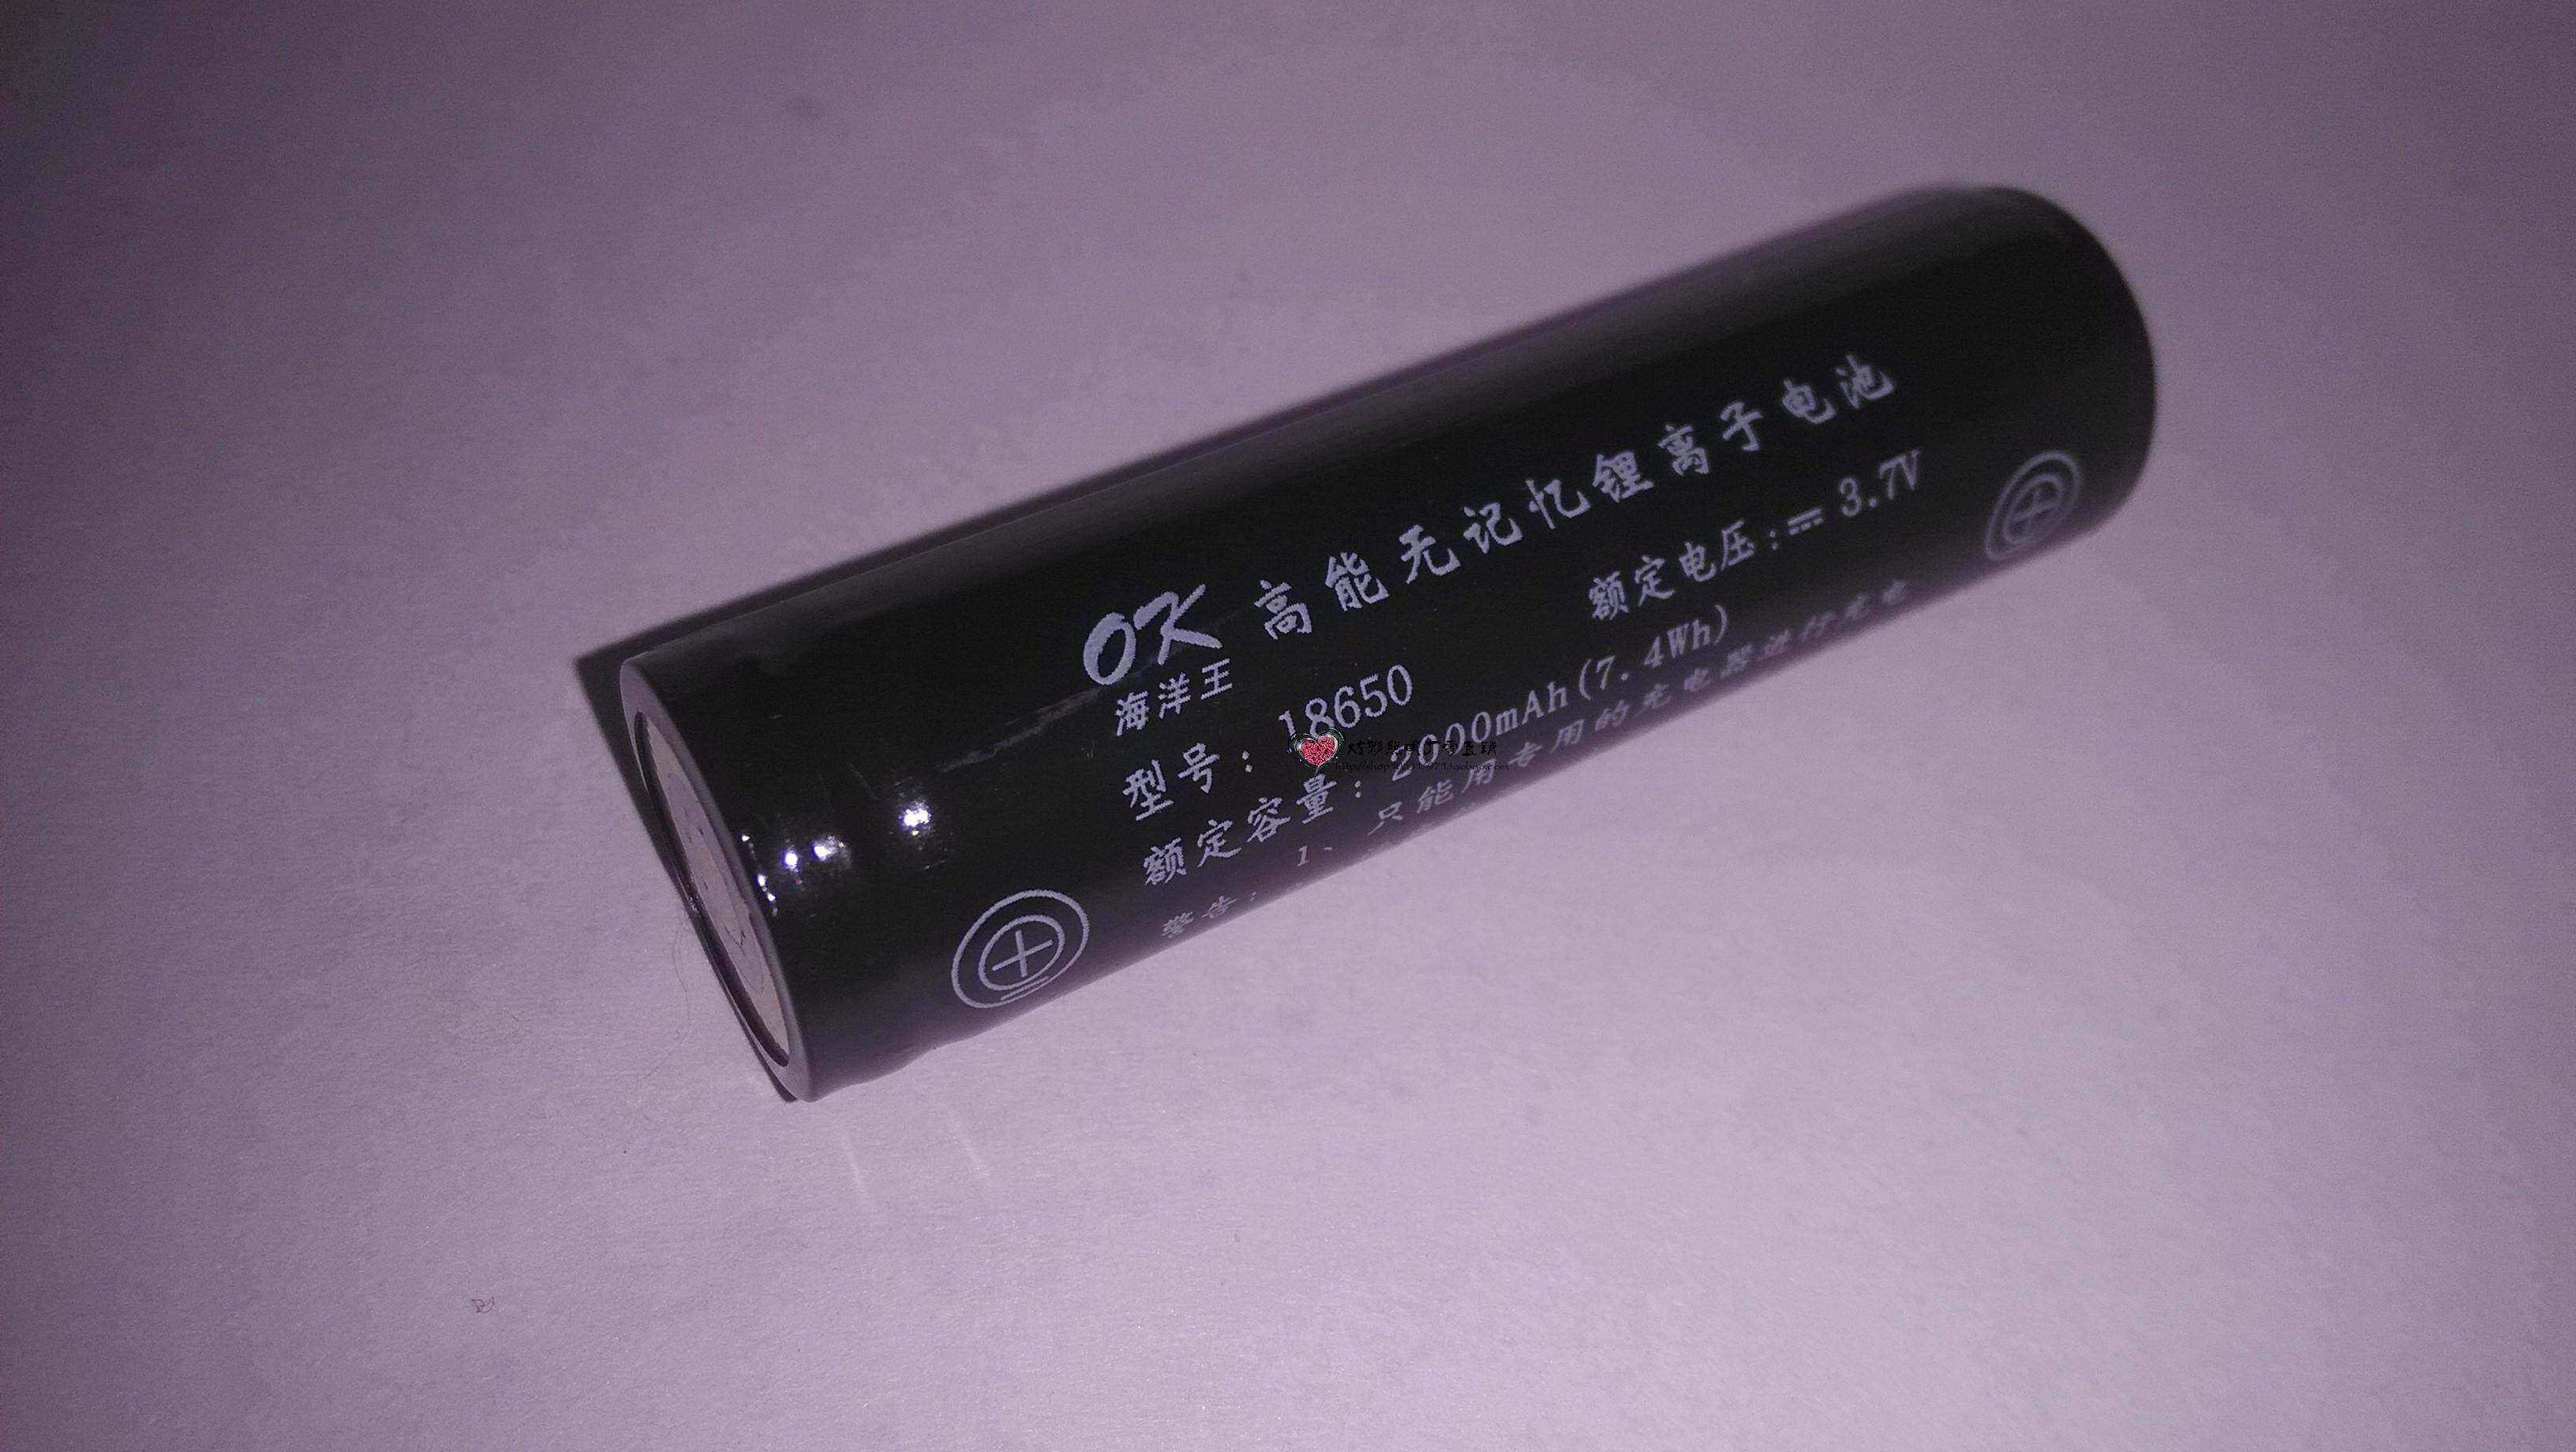 OK 高能无记忆锂离子电池
海洋王
型号：18650 额定电压：⎓3.7V
额定容量：2000mAh(7.4Wh)
警告：1、只能用专用的充电器进行充电